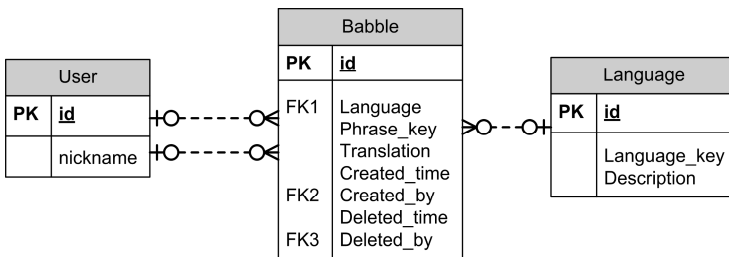 User
PK id
nickname
Babble
PK id
FK1 Language
Phrase_key
Translation
Created_time
FK2 Created_by
Deleted_time
FK3 Deleted_by
Language
PK id
Language_key
Description